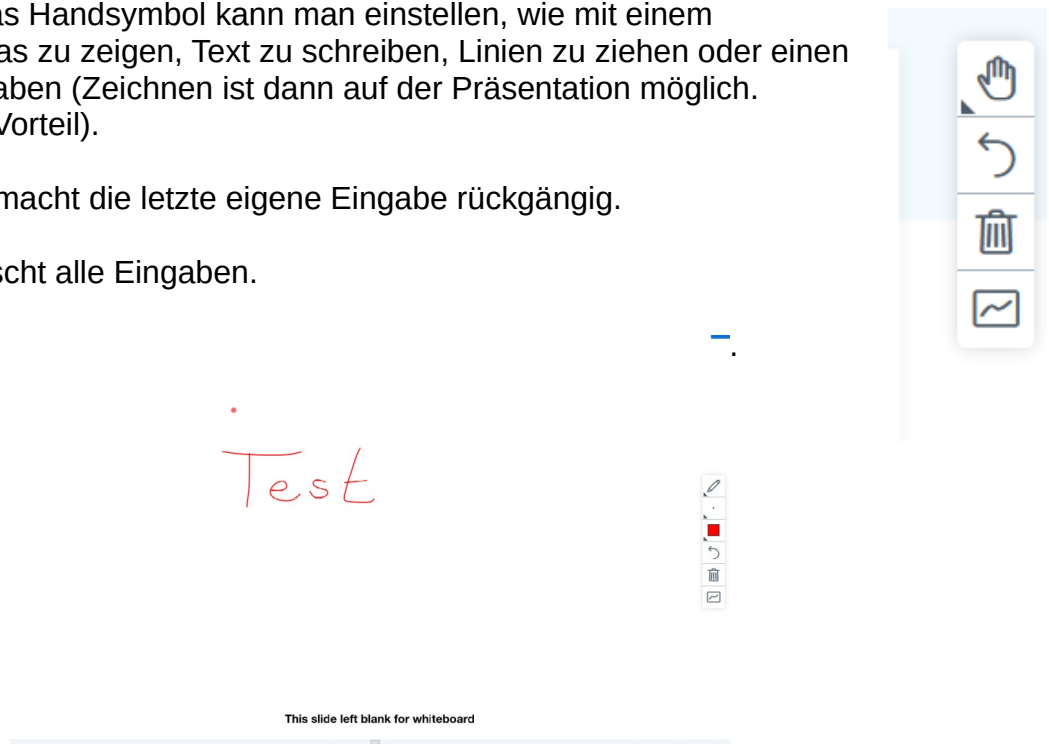 as Handsymbol kann man einstellen, wie mit einem
as zu zeigen, Text zu schreiben, Linien zu ziehen oder einen
aben (Zeichnen ist dann auf der Präsentation möglich.
Vorteil).
macht die letzte eigene Eingabe rückgängig.
scht alle Eingaben.
.
Test
This slide left blank for whiteboard